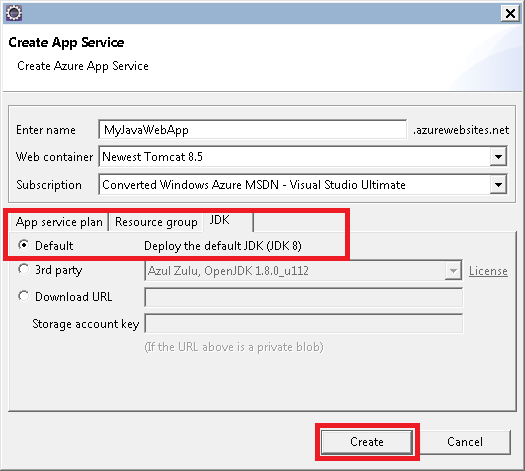 Create App Service
Create App Service
Create Azure App Service
Enter name MyJavaWebApp .azurewebsites.net
Web container Newest Tomcat 8.5
Subscription Converted Windows Azure MSDN - Visual Studio Ultimate
App service plan Resource group JDK
Default Deploy the default JDK (JDK 8)
3rd party Azul Zulu, OpenJDK 1.8.0_u112 License
Download URL
Storage account key
(If the URL above is a private blob)
Create Cancel